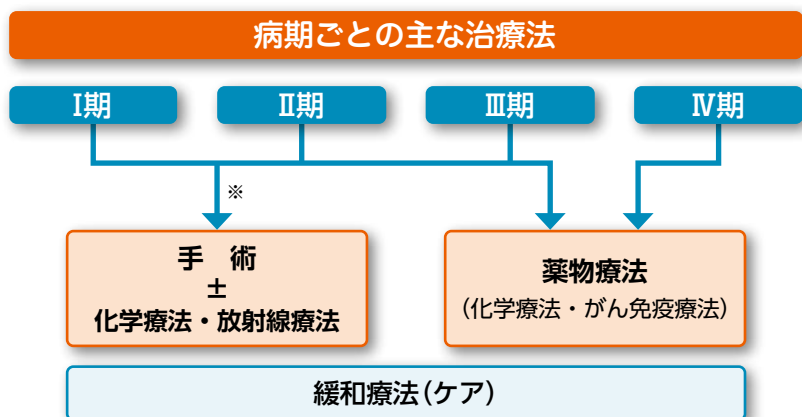 病期ごとの主な治療法
Ⅰ期
Ⅱ期
Ⅲ期
Ⅳ期
※
手 術
±
化学療法・放射線療法
薬物療法
(化学療法・がん免疫療法)
緩和療法(ケア)